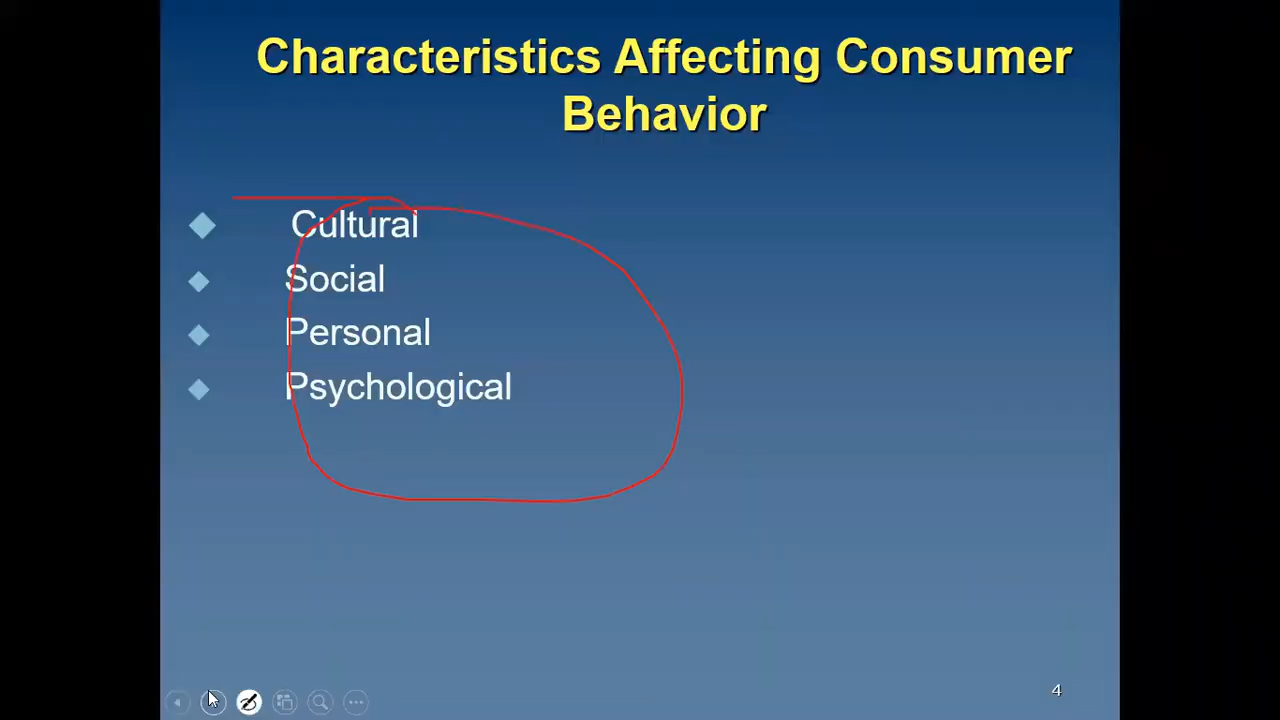 Characteristics Affecting Consumer
Behavior
Cultural
Social
Personal
Psychological
4